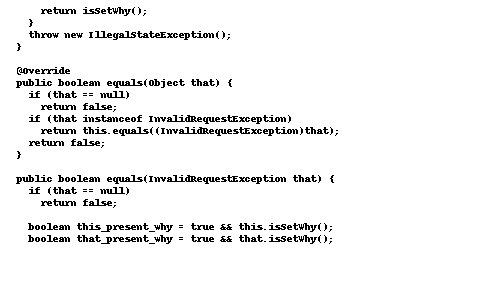 return isSetWhy();
  }
  throw new IllegalStateException();
}

@Override
public boolean equals(Object that) {
  if (that == null)
    return false;
  if (that instanceof InvalidRequestException)
    return this.equals((InvalidRequestException)that);
  return false;
}

public boolean equals(InvalidRequestException that) {
  if (that == null)
    return false;

  boolean this_present_why = true && this.isSetWhy();
  boolean that_present_why = true && that.isSetWhy();